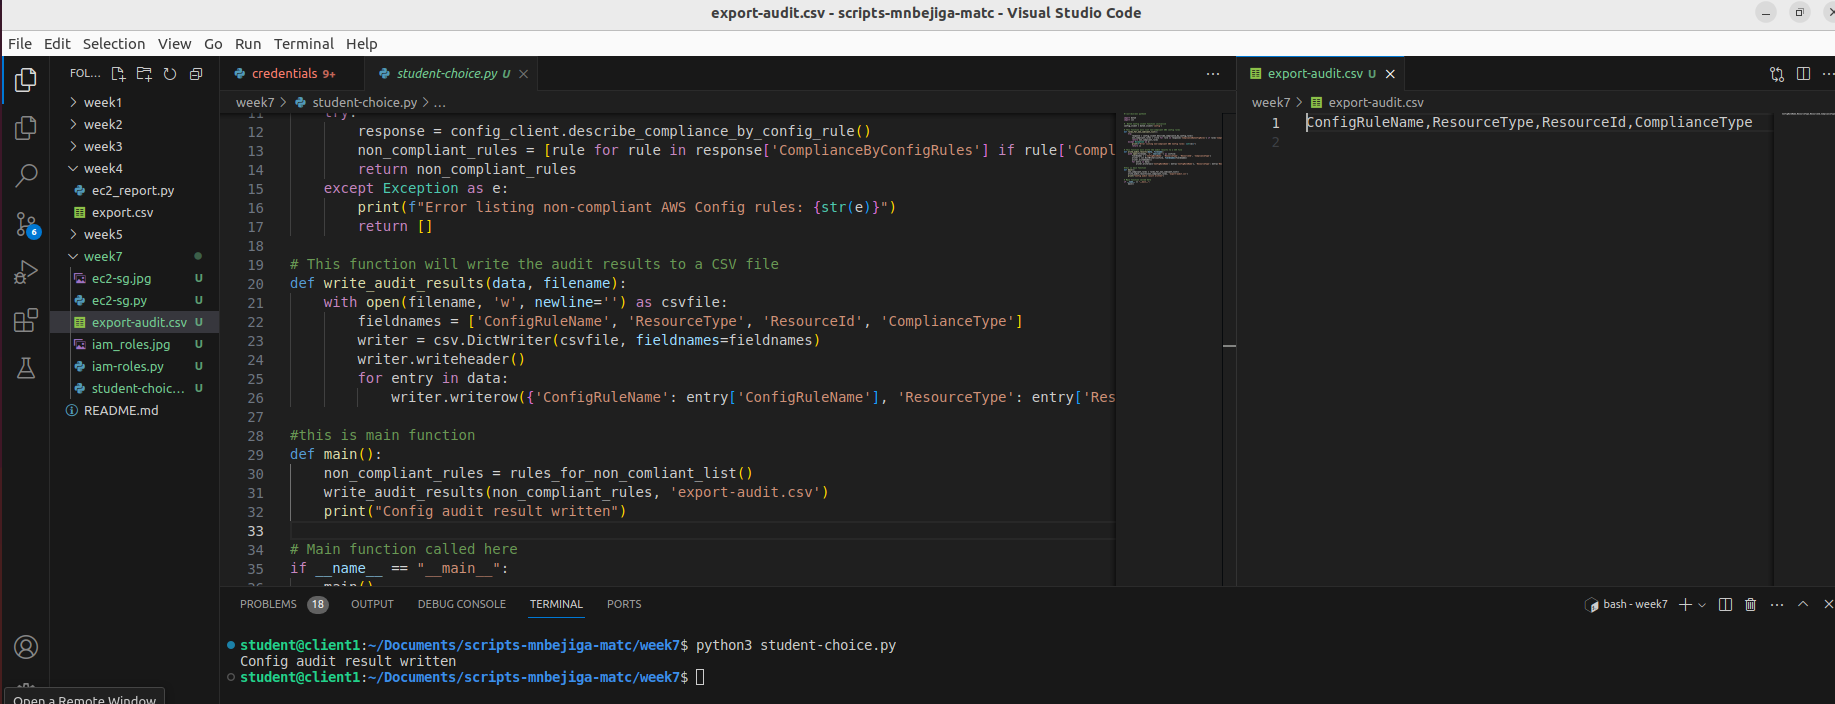 export-audit.csv - scripts-mnbejiga-matc - Visual Studio Code
File Edit Selection View Go Run Terminal Help
FOL...
week1
week2
week3
week4
ec2_report.py
export.csv
week5
week7
ec2-sg.jpg U
ec2-sg.py U
export-audit.csv U
iam_roles.jpg U
iam-roles.py U
student-choic... U
README.md
6
credentials 9+
student-choice.py U
week7 > student-choice.py > ...
11 try:
12 response = config_client.describe_compliance_by_config_rule()
13 non_compliant_rules = [rule for rule in response['ComplianceByConfigRules'] if rule['Compl
14 return non_compliant_rules
15 except Exception as e:
16 print(f"Error listing non-compliant AWS Config rules: {str(e)}")
17 return []
18
19 # This function will write the audit results to a CSV file
20 def write_audit_results(data, filename):
21 with open(filename, 'w', newline='') as csvfile:
22 fieldnames = ['ConfigRuleName', 'ResourceType', 'ResourceId', 'ComplianceType']
23 writer = csv.DictWriter(csvfile, fieldnames=fieldnames)
24 writer.writeheader()
25 for entry in data:
26 writer.writerow({'ConfigRuleName': entry['ConfigRuleName'], 'ResourceType': entry['Res
27
28 #this is main function
29 def main():
30 non_compliant_rules = rules_for_non_comliant_list()
31 write_audit_results(non_compliant_rules, 'export-audit.csv')
32 print("Config audit result written")
33
34 # Main function called here
35 if __name__ == "__main__":
36 main()
export-audit.csv U
week7 > export-audit.csv
1 ConfigRuleName,ResourceType,ResourceId,ComplianceType
2
PROBLEMS 18 OUTPUT DEBUG CONSOLE TERMINAL PORTS
bash - week7
student@client1:~/Documents/scripts-mnbejiga-matc/week7$ python3 student-choice.py
Config audit result written
student@client1:~/Documents/scripts-mnbejiga-matc/week7$
Open a Remote Window